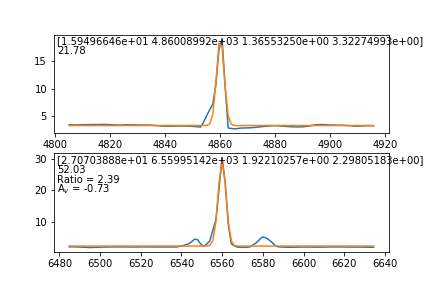 [1.59496646e+01 4.86008992e+03 1.36553250e+00 3.32274993e+00]
21.78
15
10
5
4800 4820 4840 4860 4880 4900 4920
[2.70703888e+01 6.55995142e+03 1.92210257e+00 2.29805183e+00]
52.03
Ratio = 2.39
Av = -0.73
30
20
10
6480 6500 6520 6540 6560 6580 6600 6620 6640